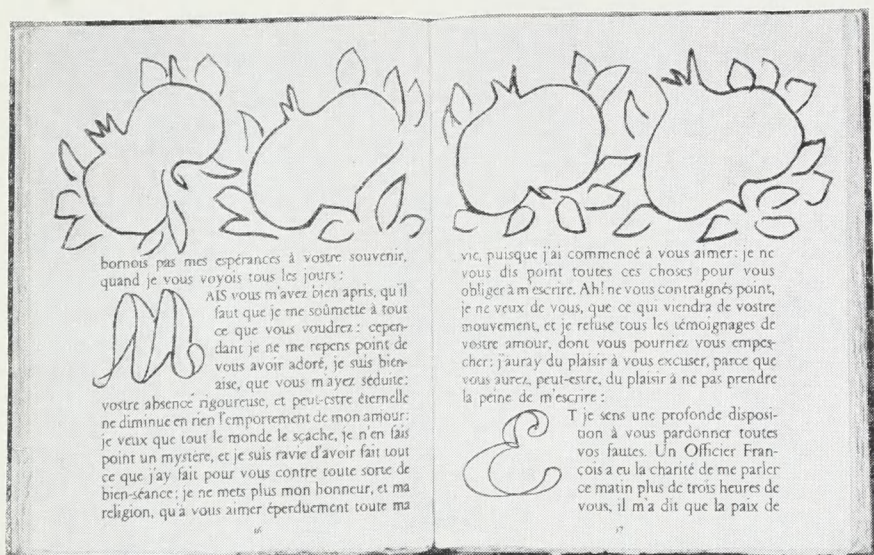 bornois pas mes espérances à vostre souvenir,
quand je vous voyois tous les jours :
MAIS vous m'avez bien apris, qu'il
faut que je me soûmette à tout
ce que vous voudrez : cepen-
dant je ne me repens point de
vous avoir adoré, je suis bien-
aise, que vous m'ayez séduite:
vostre absence rigoureuse, et peut-estre éternelle
ne diminue en rien l'emportement de mon amour:
je veux que tout le monde le sçache, je n'en fais
point un mystère, et je suis ravie d'avoir fait tout
ce que j'ay fait pour vous contre toute sorte de
bien-séance: je ne mets plus mon honneur, et ma
religion, qu'à vous aimer éperduement toute ma
16
vie, puisque j'ai commencé à vous aimer: je ne
vous dis point toutes ces choses pour vous
obliger à m'escrire. Ah! ne vous contraignés point,
je ne veux de vous, que ce qui viendra de vostre
mouvement, et je refuse tous les témoignages de
vostre amour, dont vous pourriez vous empes-
cher: j'auray du plaisir à vous excuser, parce que
vous aurez, peut-estre, du plaisir à ne pas prendre
la peine de m'escrire :
ET je sens une profonde disposi-
tion à vous pardonner toutes
vos fautes. Un Officier Fran-
çois a eu la charité de me parler
ce matin plus de trois heures de
vous, il m'a dit que la paix de
17